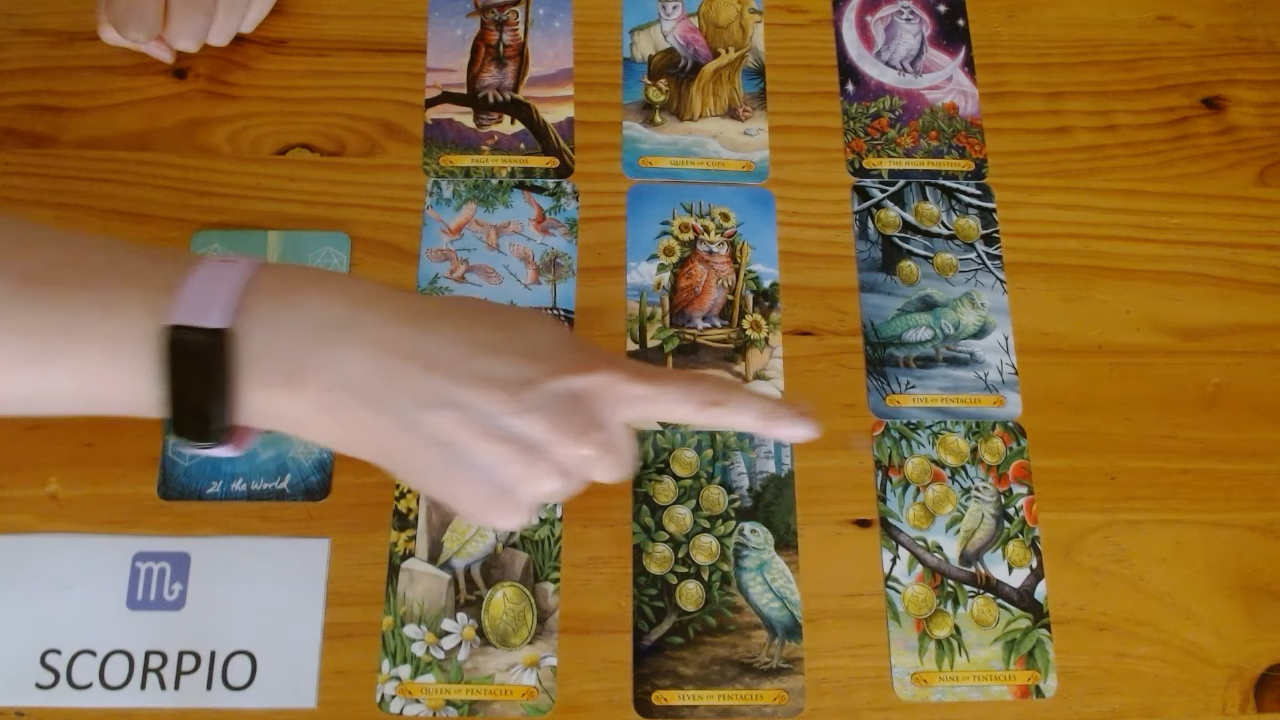 PAGE OF WANDS
QUEEN OF CUPS
II - THE HIGH PRIESTESS
FIVE OF PENTACLES
21. the World
QUEEN OF PENTACLES
SEVEN OF PENTACLES
NINE OF PENTACLES
SCORPIO